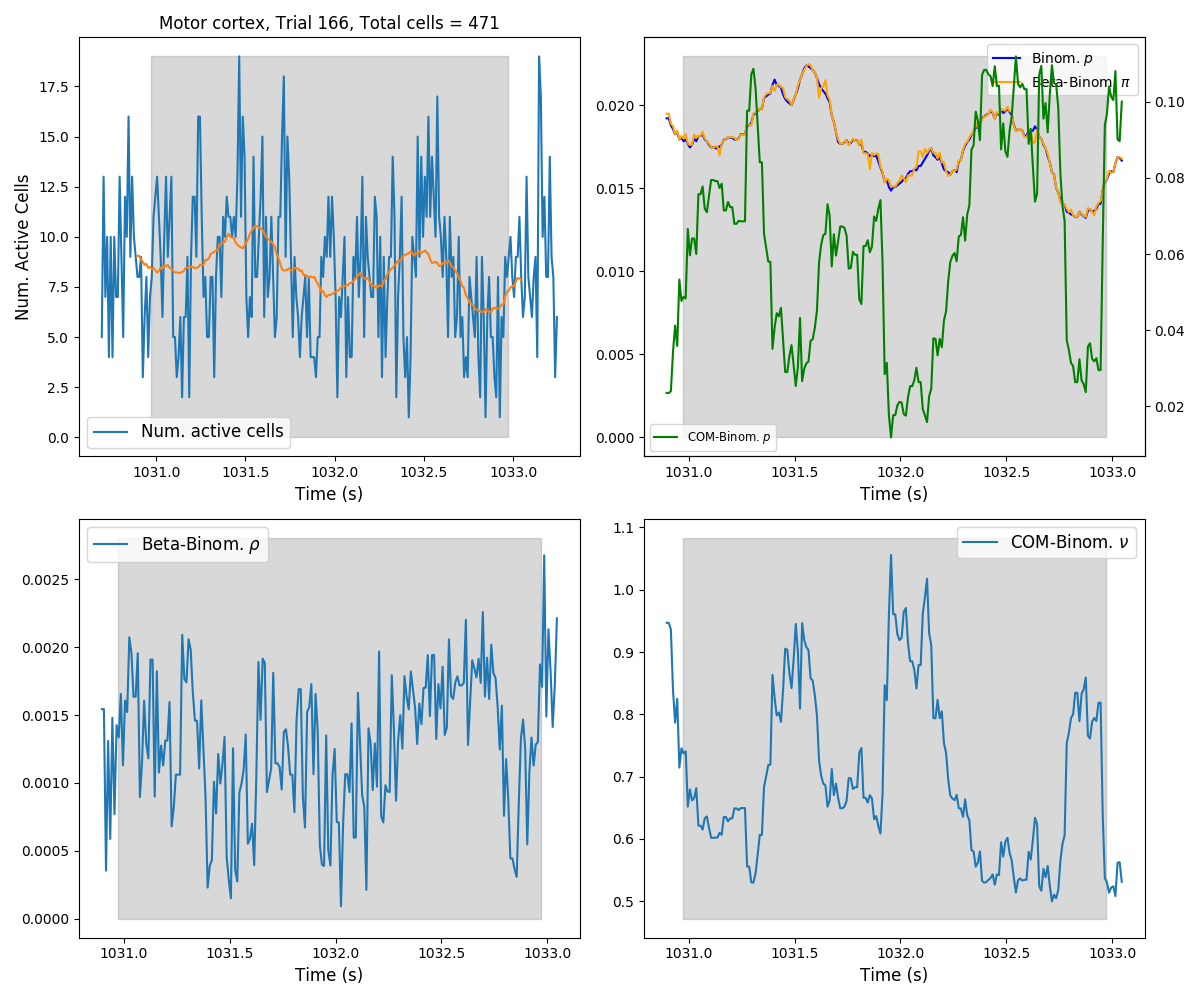 Motor cortex, Trial 166, Total cells = 471
Num. Active Cells
17.5
15.0
12.5
10.0
7.5
5.0
2.5
0.0
Num. active cells
1031.0 1031.5 1032.0 1032.5 1033.0
Time (s)
Binom. p
Beta-Binom. π
0.020
0.015
0.010
0.005
0.000
0.10
0.08
0.06
0.04
0.02
COM-Binom. p
1031.0 1031.5 1032.0 1032.5 1033.0
Time (s)
Beta-Binom. ρ
0.0025
0.0020
0.0015
0.0010
0.0005
0.0000
1031.0 1031.5 1032.0 1032.5 1033.0
Time (s)
COM-Binom. ν
1.1
1.0
0.9
0.8
0.7
0.6
0.5
1031.0 1031.5 1032.0 1032.5 1033.0
Time (s)